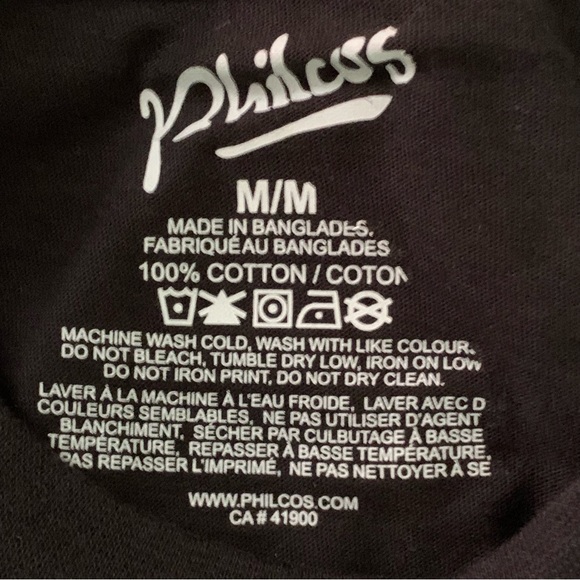 Philcos
M/M
MADE IN BANGLADES.
FABRIQUÉ AU BANGLADES
100% COTTON / COTON
MACHINE WASH COLD, WASH WITH LIKE COLOUR.
DO NOT BLEACH, TUMBLE DRY LOW, IRON ON LOW
DO NOT IRON PRINT, DO NOT DRY CLEAN.
LAVER À LA MACHINE À L'EAU FROIDE, LAVER AVEC D
COULEURS SEMBLABLES, NE PAS UTILISER D'AGENT
BLANCHIMENT, SÉCHER PAR CULBUTAGE À BASSE
TEMPÉRATURE, REPASSER À BASSE TEMPÉRATURE,
PAS REPASSER L'IMPRIMÉ, NE PAS NETTOYER À SE
WWW.PHILCOS.COM
CA # 41900